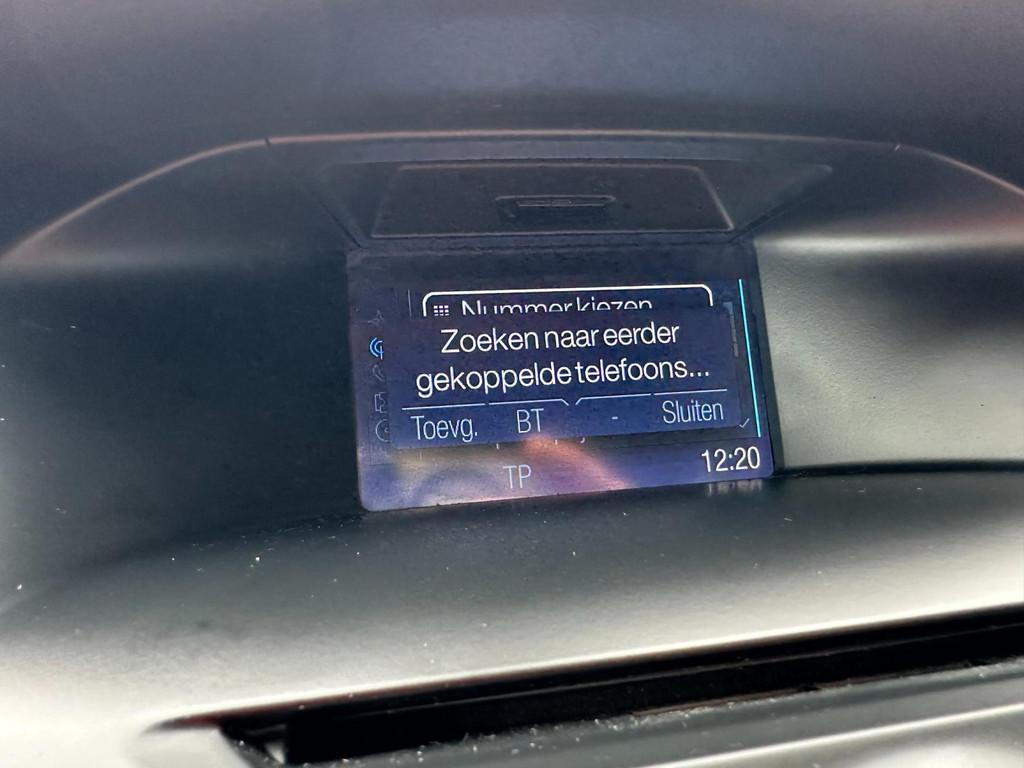 Nummer kiezen
Zoeken naar eerder
gekoppelde telefoons...
Toevg. BT - Sluiten
TP 12:20